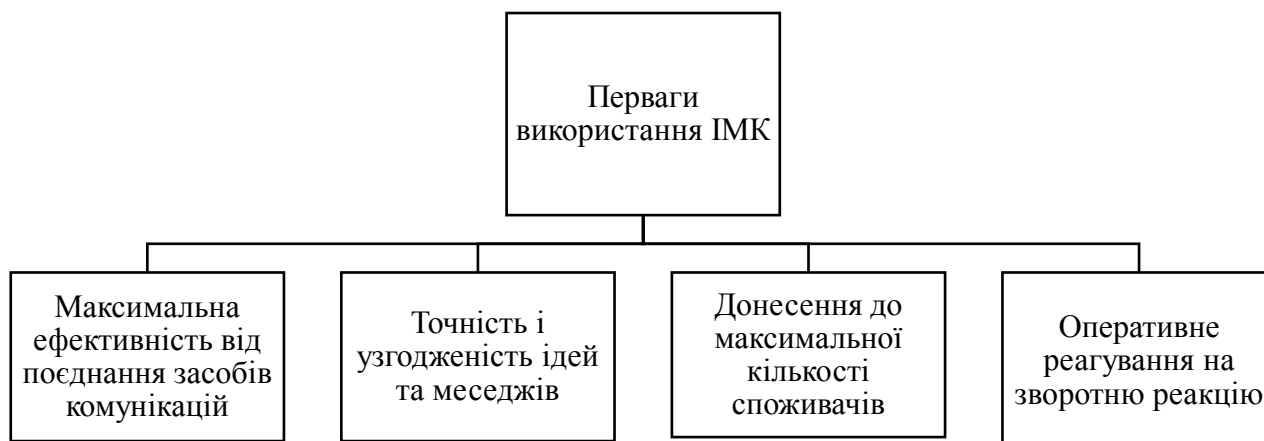 Перваги
використання ІМК
Максимальна
ефективність від
поєднання засобів
комунікацій
Точність і
узгодженість ідей
та меседжів
Донесення до
максимальної
кількості
споживачів
Оперативне
реагування на
зворотню реакцію